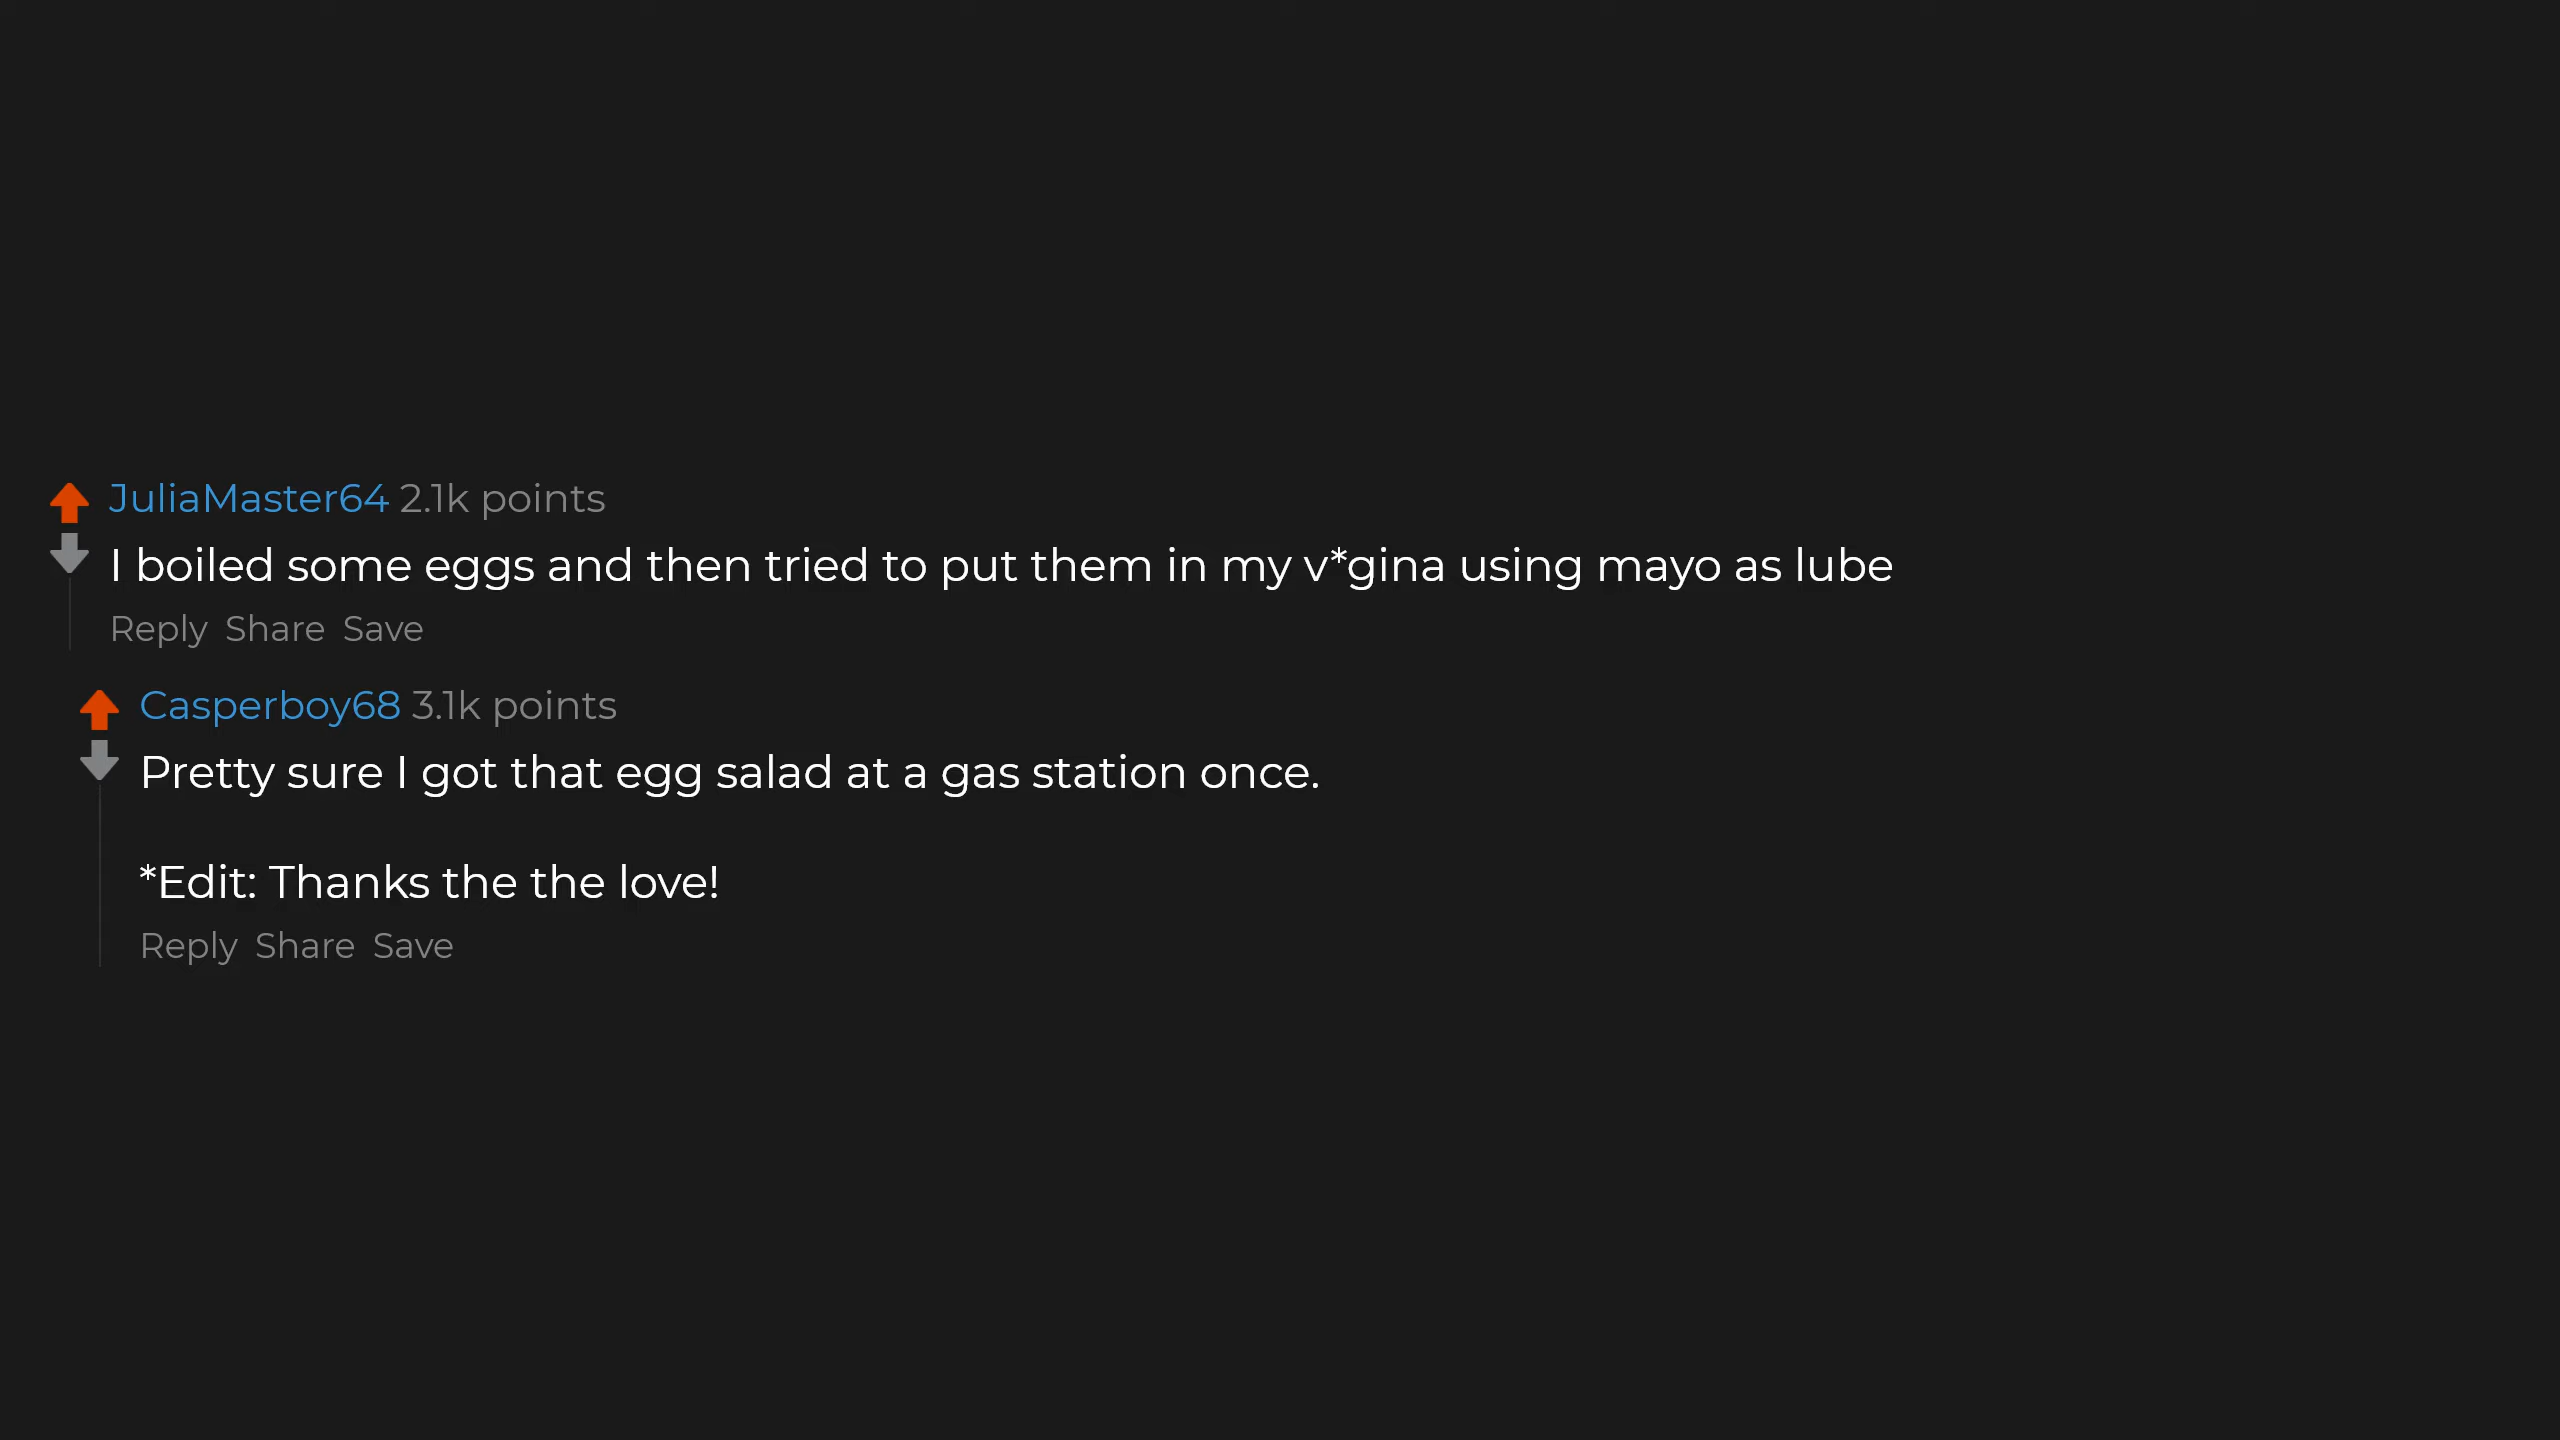 JuliaMaster64 2.1k points
I boiled some eggs and then tried to put them in my v*gina using mayo as lube
Reply Share Save
Casperboy68 3.1k points
Pretty sure I got that egg salad at a gas station once.
*Edit: Thanks the the love!
Reply Share Save